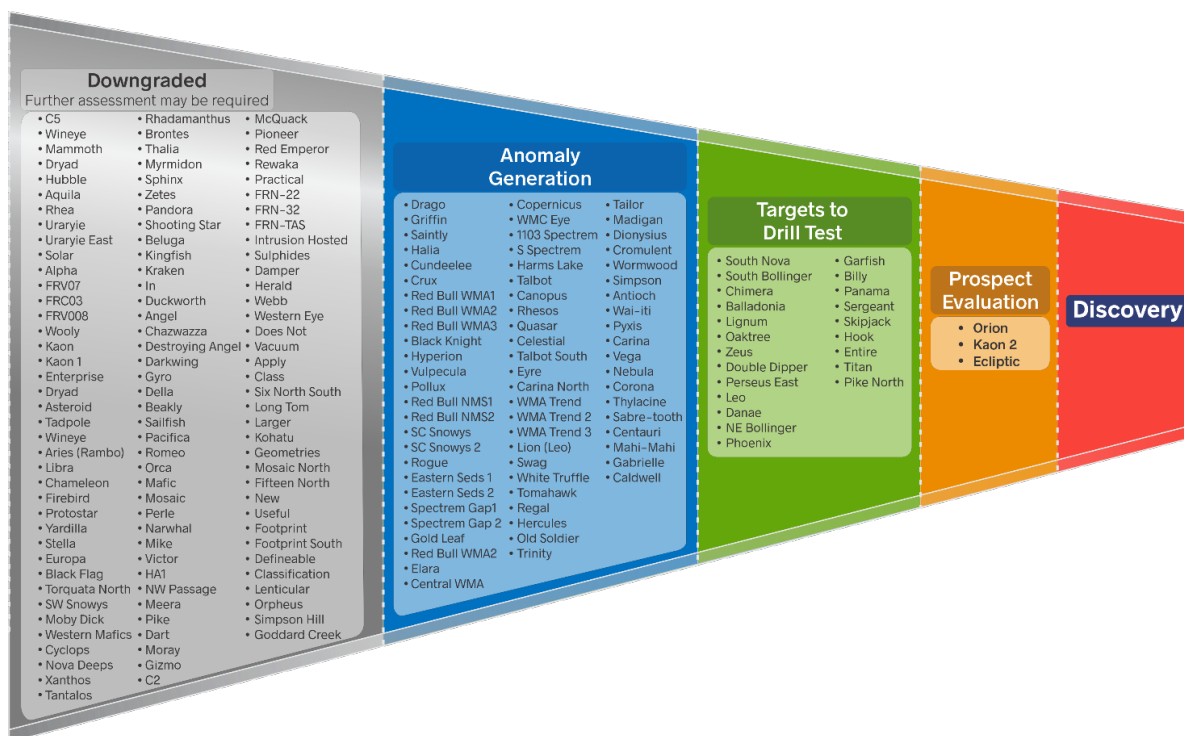 Downgraded
Further assessment may be required
• C5
• Wineye
• Mammoth
• Dryad
• Hubble
• Aquila
• Rhea
• Uraryie
• Uraryie East
• Solar
• Alpha
• FRV07
• FRC03
• FRV008
• Wooly
• Kaon
• Kaon 1
• Enterprise
• Dryad
• Asteroid
• Tadpole
• Wineye
• Aries (Rambo)
• Libra
• Chameleon
• Firebird
• Protostar
• Yardilla
• Stella
• Europa
• Black Flag
• Torquata North
• SW Snowys
• Moby Dick
• Western Mafics
• Cyclops
• Nova Deeps
• Xanthos
• Tantalos
• Rhadamanthus
• Brontes
• Thalia
• Myrmidon
• Sphinx
• Zetes
• Pandora
• Shooting Star
• Beluga
• Kingfish
• Kraken
• In
• Duckworth
• Angel
• Chazwazza
• Destroying Angel
• Darkwing
• Gyro
• Della
• Beakly
• Sailfish
• Pacifica
• Romeo
• Orca
• Mafic
• Mosaic
• Perle
• Narwhal
• Mike
• Victor
• HA1
• NW Passage
• Meera
• Pike
• Dart
• Moray
• Gizmo
• C2
• McQuack
• Pioneer
• Red Emperor
• Rewaka
• Practical
• FRN-22
• FRN-32
• FRN-TAS
• Intrusion Hosted
• Sulphides
• Damper
• Herald
• Webb
• Western Eye
• Does Not
• Vacuum
• Apply
• Class
• Six North South
• Long Tom
• Larger
• Kohatu
• Geometries
• Mosaic North
• Fifteen North
• New
• Useful
• Footprint
• Footprint South
• Defineable
• Classification
• Lenticular
• Orpheus
• Simpson Hill
• Goddard Creek
Anomaly
Generation
• Drago
• Griffin
• Saintly
• Halia
• Cundeelee
• Crux
• Red Bull WMA1
• Red Bull WMA2
• Red Bull WMA3
• Black Knight
• Hyperion
• Vulpecula
• Pollux
• Red Bull NMS1
• Red Bull NMS2
• SC Snowys
• SC Snowys 2
• Rogue
• Eastern Seds 1
• Eastern Seds 2
• Spectrem Gap1
• Spectrem Gap 2
• Gold Leaf
• Red Bull WMA2
• Elara
• Central WMA
• Copernicus
• WMC Eye
• 1103 Spectrem
• S Spectrem
• Harms Lake
• Talbot
• Canopus
• Rhesos
• Quasar
• Celestial
• Talbot South
• Eyre
• Carina North
• WMA Trend
• WMA Trend 2
• WMA Trend 3
• Lion (Leo)
• Swag
• White Truffle
• Tomahawk
• Regal
• Hercules
• Old Soldier
• Trinity
• Tailor
• Madigan
• Dionysius
• Cromulent
• Wormwood
• Simpson
• Antioch
• Wai-iti
• Pyxis
• Carina
• Vega
• Nebula
• Corona
• Thylacine
• Sabre-tooth
• Centauri
• Mahi-Mahi
• Gabrielle
• Caldwell
Targets to
Drill Test
• South Nova
• South Bollinger
• Chimera
• Balladonia
• Lignum
• Oaktree
• Zeus
• Double Dipper
• Perseus East
• Leo
• Danae
• NE Bollinger
• Phoenix
• Garfish
• Billy
• Panama
• Sergeant
• Skipjack
• Hook
• Entire
• Titan
• Pike North
Prospect
Evaluation
• Orion
• Kaon 2
• Ecliptic
Discovery